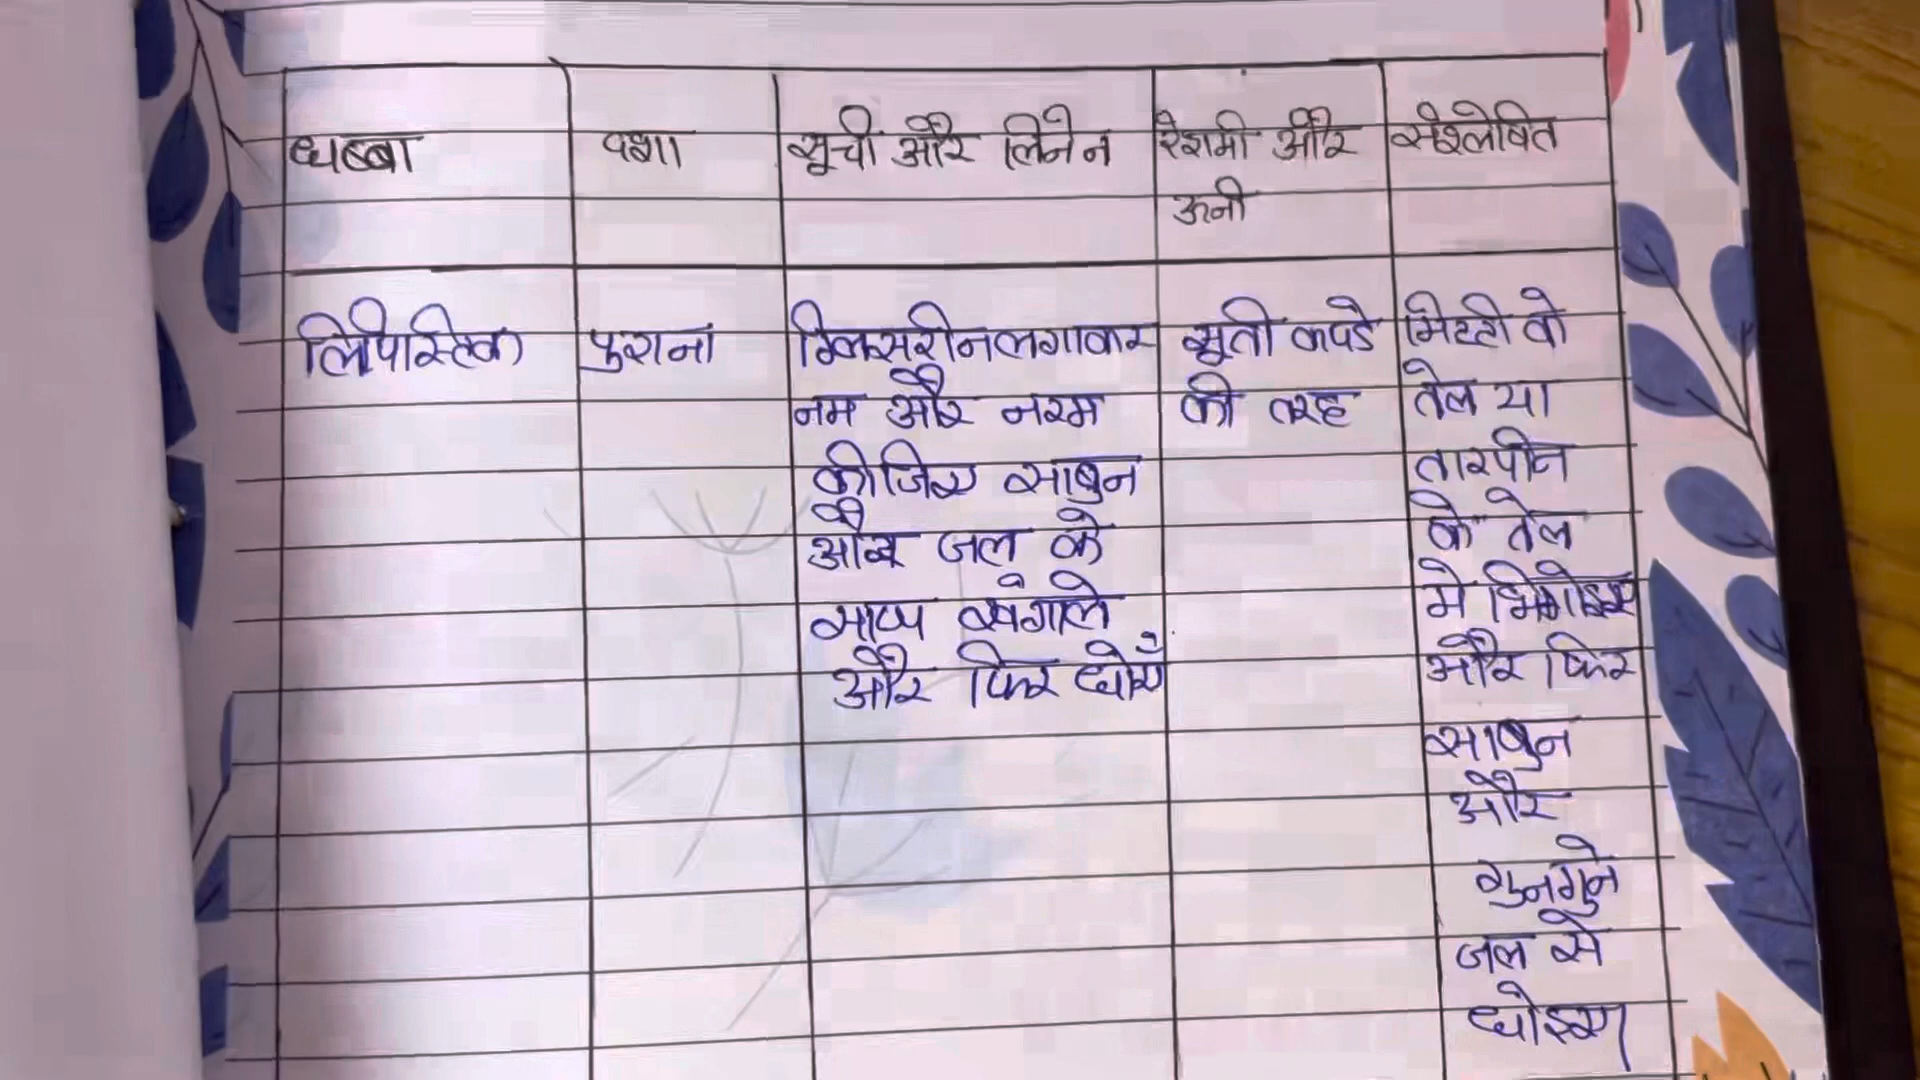 धब्बा दशा सूची और लिनेन रेशमी और संश्लेषित
ऊनी
लिपिस्टिक पुराना ग्लिसरीन लगाकर सूती कपडे मिट्टी के
नम और नरम की तरह तेल या
कीजिए साबुन तारपीन
और जल के के तेल
साथ खंगाले मे भिगोइए
और फिर धोएँ और फिर
साबुन
और
गुनगुने
जल से
धोइए।